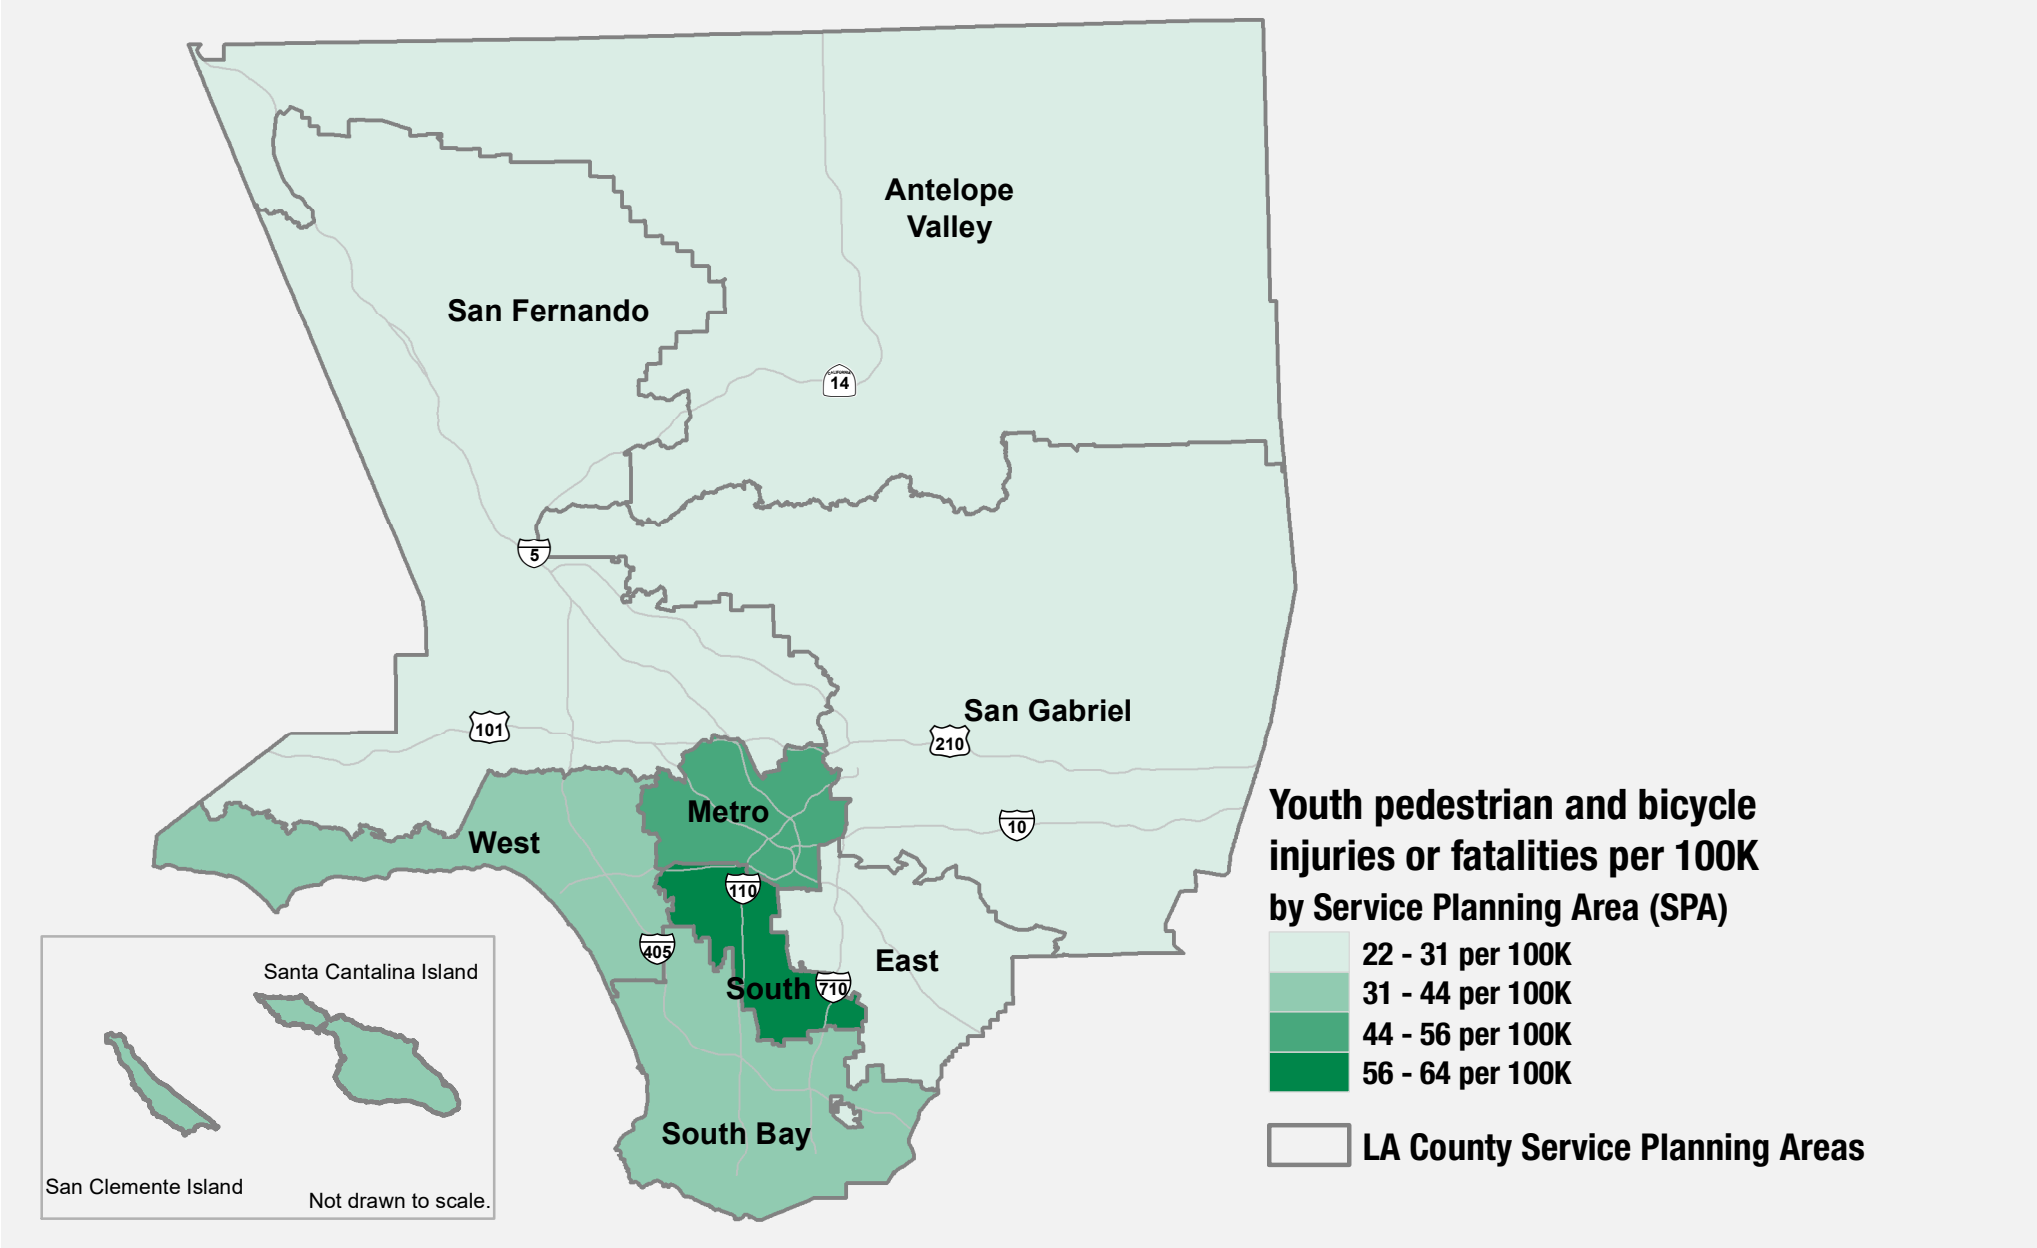 Antelope
Valley
San Fernando
CALIFORNIA
14
5
San Gabriel
101
210
Metro
10
West
110
405
East
South
710
South Bay
Santa Cantalina Island
San Clemente Island
Not drawn to scale.
Youth pedestrian and bicycle
injuries or fatalities per 100K
by Service Planning Area (SPA)
22 - 31 per 100K
31 - 44 per 100K
44 - 56 per 100K
56 - 64 per 100K
LA County Service Planning Areas